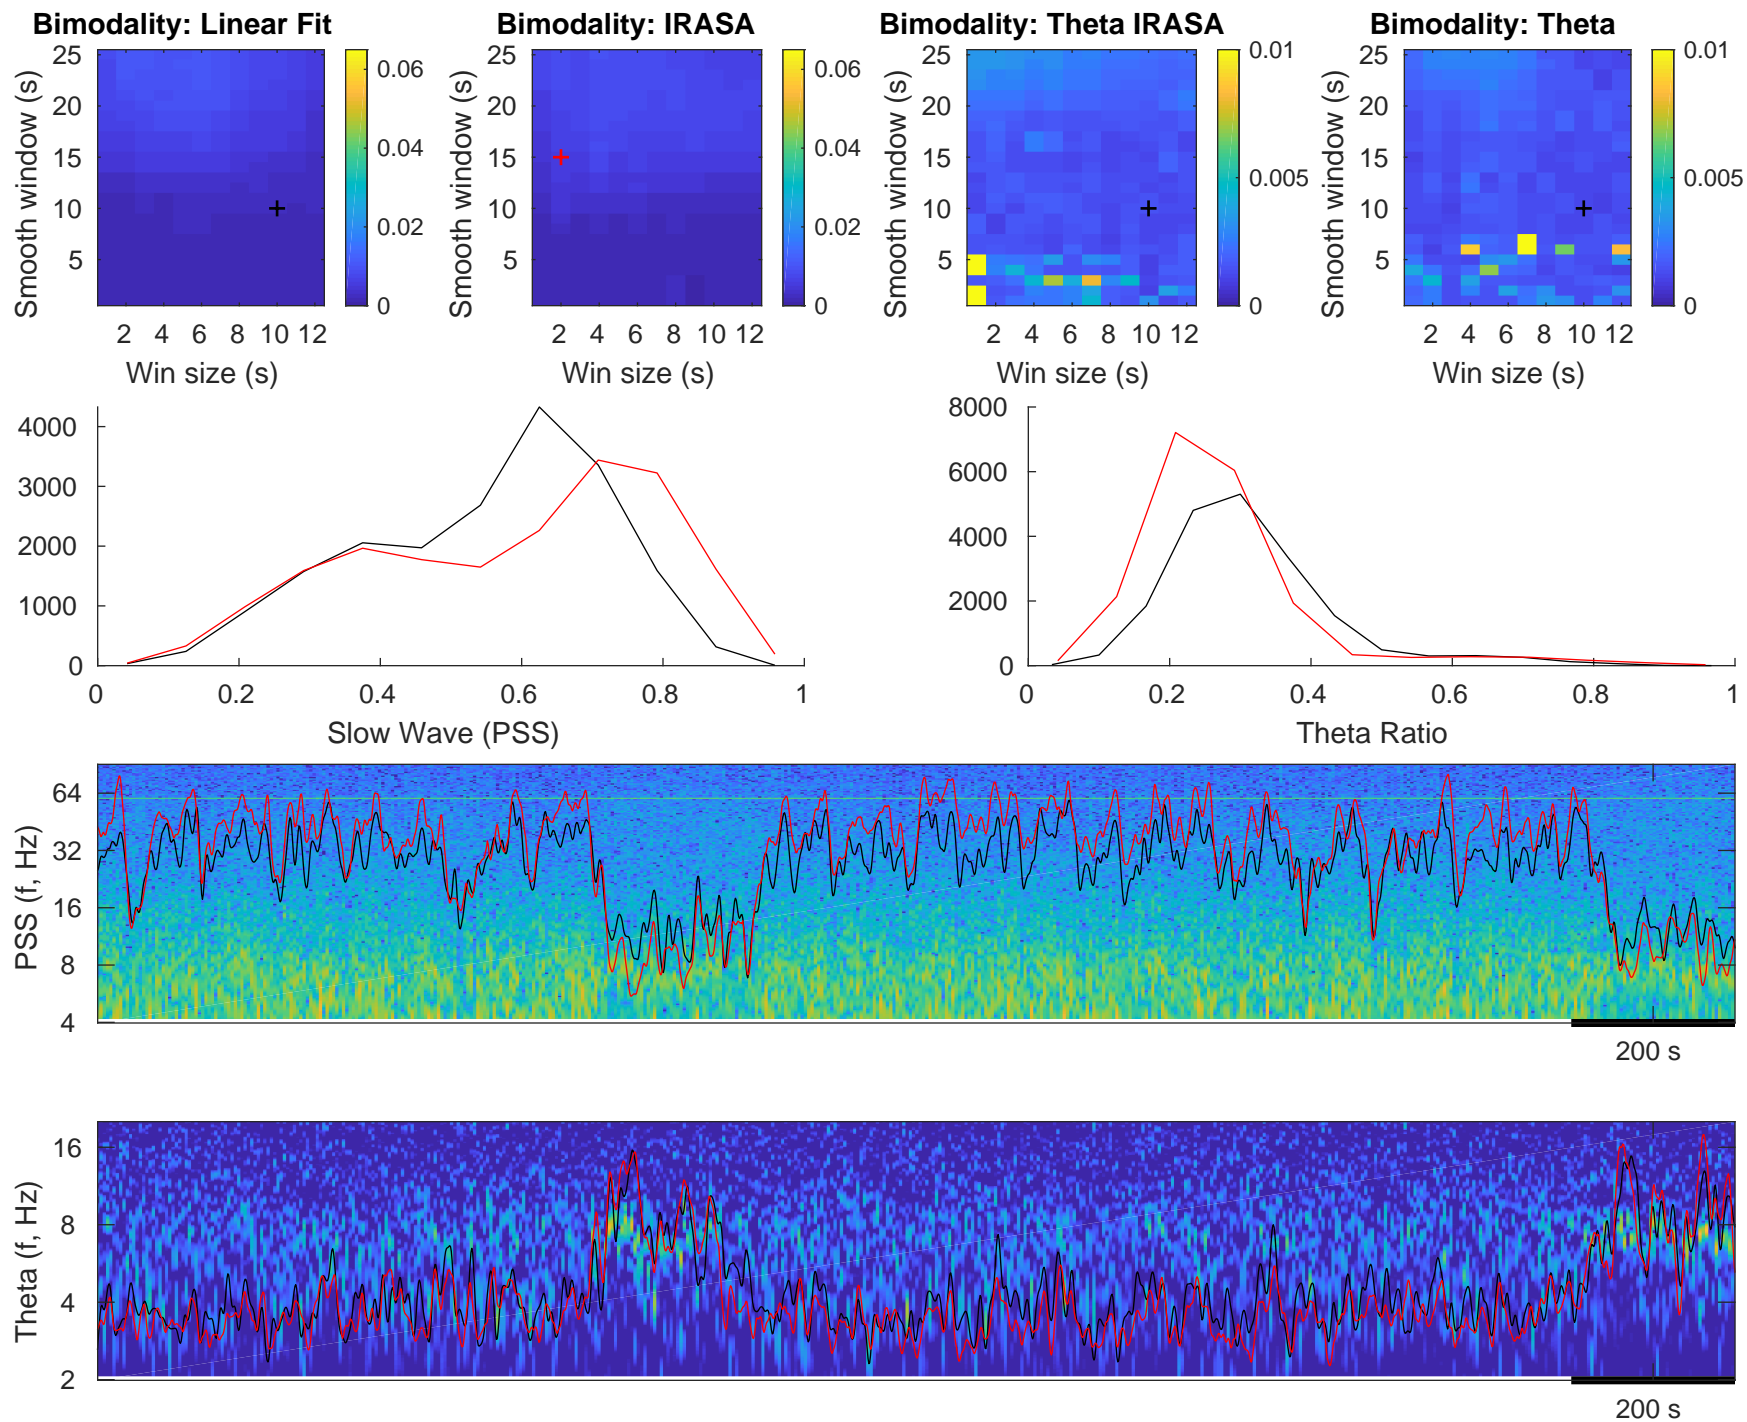 Bimodality: Linear Fit
Bimodality: IRASA
Bimodality: Theta IRASA
Bimodality: Theta
Smooth window (s)
25
20
15
10
5
2 4 6 8 10 12
Win size (s)
0.06
0.04
0.02
0
Smooth window (s)
25
20
15
10
5
2 4 6 8 10 12
Win size (s)
0.06
0.04
0.02
0
Smooth window (s)
25
20
15
10
5
2 4 6 8 10 12
Win size (s)
0.01
0.005
0
Smooth window (s)
25
20
15
10
5
2 4 6 8 10 12
Win size (s)
0.01
0.005
0
4000
3000
2000
1000
0
0 0.2 0.4 0.6 0.8 1
Slow Wave (PSS)
8000
6000
4000
2000
0
0 0.2 0.4 0.6 0.8 1
Theta Ratio
PSS (f, Hz)
64
32
16
8
4
200 s
Theta (f, Hz)
16
8
4
2
200 s